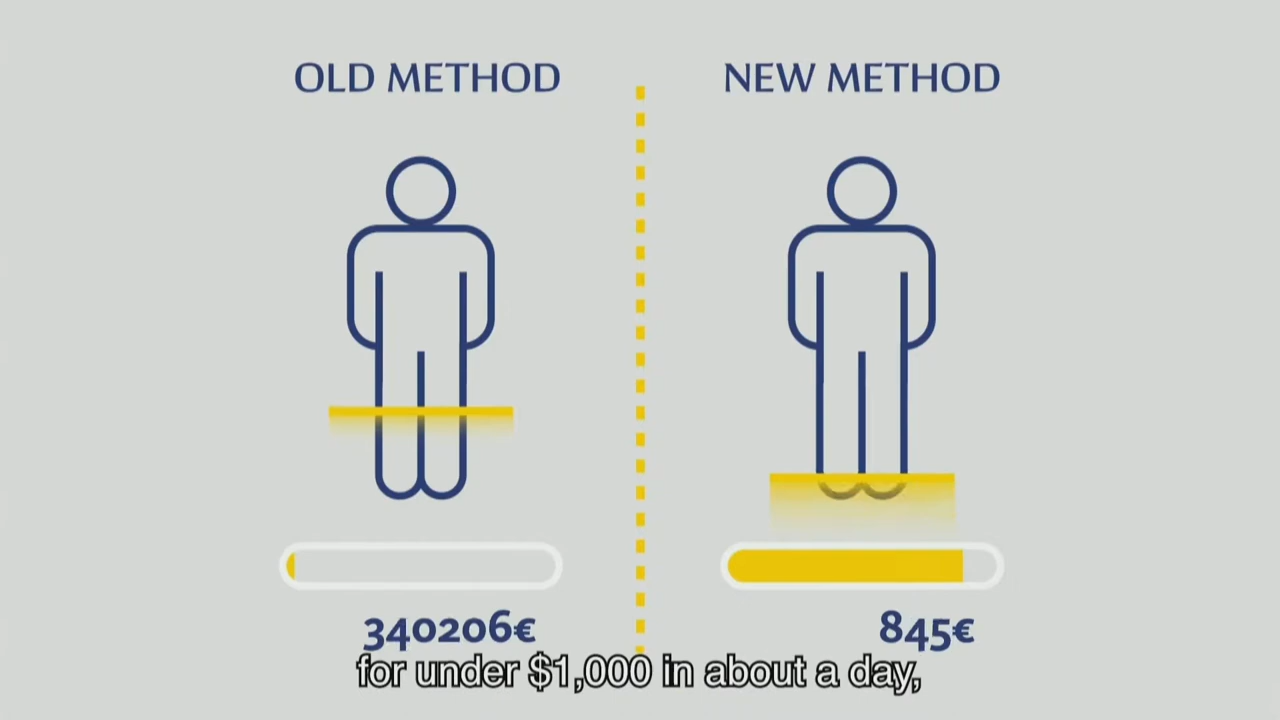 OLD METHOD
NEW METHOD
340206€
845€
for under $1,000 in about a day,